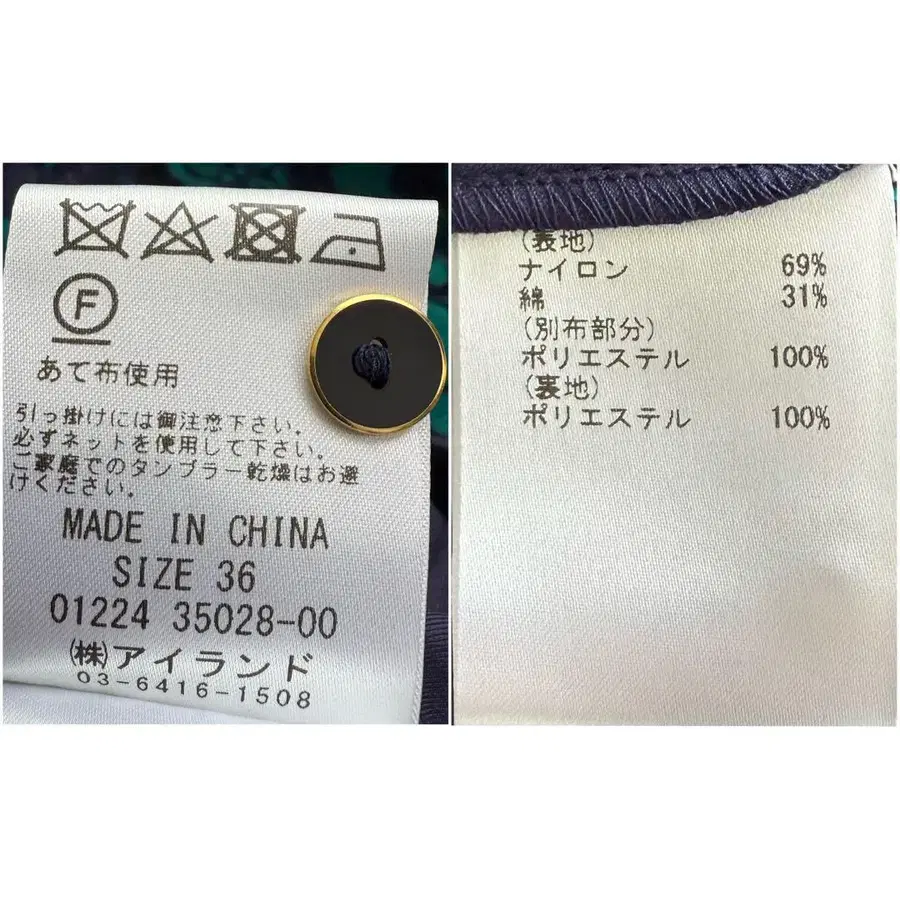 F
あて布使用
引っ掛けには御注意下さい。
必ずネットを使用して下さい。
ご家庭でのタンブラー乾燥はお避
けください。
MADE IN CHINA
SIZE 36
01224 35028-00
㈱アイランド
03-6416-1508
(表地)
ナイロン 69%
綿 31%
(別布部分)
ポリエステル 100%
(裏地)
ポリエステル 100%